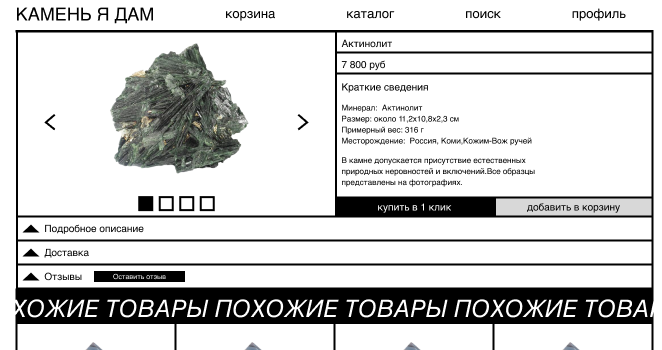 КАМЕНЬ Я ДАМ
корзина
каталог
поиск
профиль
Актинолит
7 800 руб
Краткие сведения
Минерал: Актинолит
Размер: около 11,2х10,8х2,3 см
Примерный вес: 316 г
Месторождение: Россия, Коми,Кожим-Вож ручей
В камне допускается присутствие естественных
природных неровностей и включений.Все образцы
представлены на фотографиях.
купить в 1 клик
добавить в корзину
Подробное описание
Доставка
Отзывы
Оставить отзыв
ХОЖИЕ ТОВАРЫ ПОХОЖИЕ ТОВАРЫ ПОХОЖИЕ ТОВА